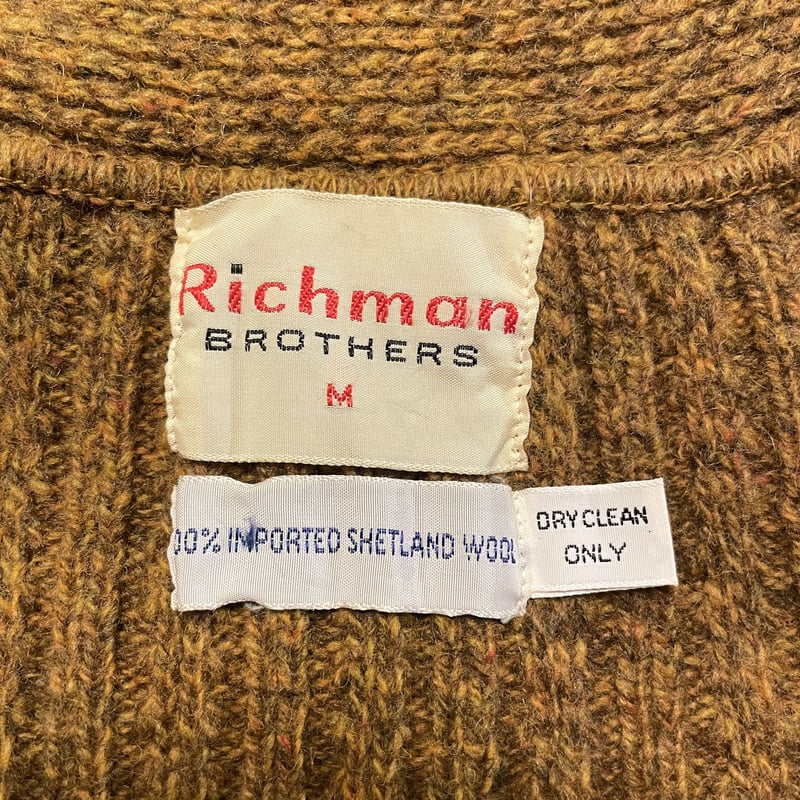 Richman
BROTHERS
M
00% IMPORTED SHETLAND WOOL
DRY CLEAN
ONLY